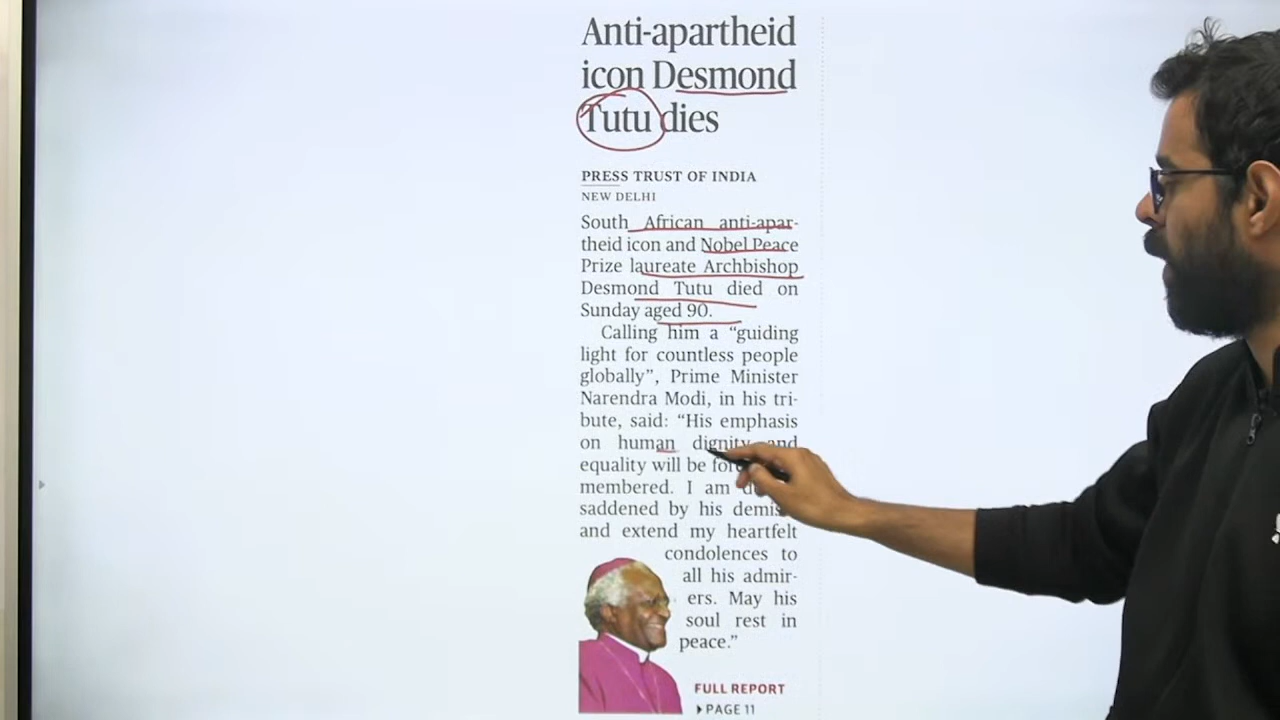 Anti-apartheid
icon Desmond
Tutu dies
PRESS TRUST OF INDIA
NEW DELHI
South African anti-apar-
theid icon and Nobel Peace
Prize laureate Archbishop
Desmond Tutu died on
Sunday aged 90.
Calling him a “guiding
light for countless people
globally”, Prime Minister
Narendra Modi, in his tri-
bute, said: “His emphasis
on human dignity and
equality will be
membered. I am
saddened by his
and extend my heartfelt
condolences to
all his admir-
ers. May his
soul rest in
peace.”
FULL REPORT
PAGE 11